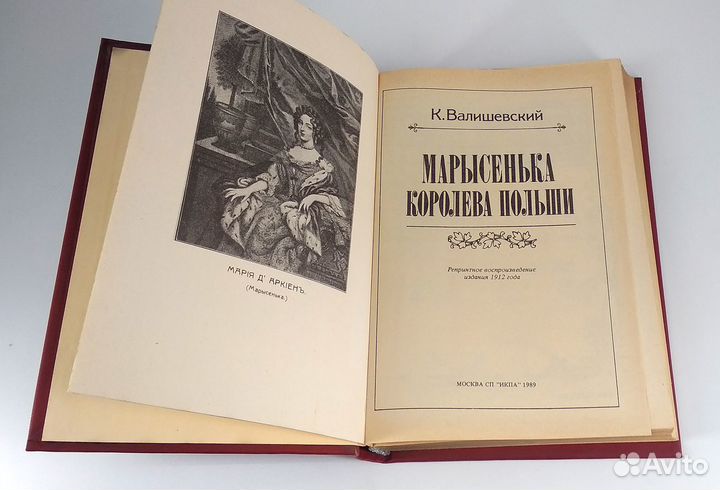 МАРІЯ Д' АРКІЕНЪ.
(Марысенька.)
К. Валишевский
МАРЫСЕНЬКА
КОРОЛЕВА ПОЛЬШИ
Репринтное воспроизведение
издания 1912 года
МОСКВА СП "ИКПА" 1989
Avito